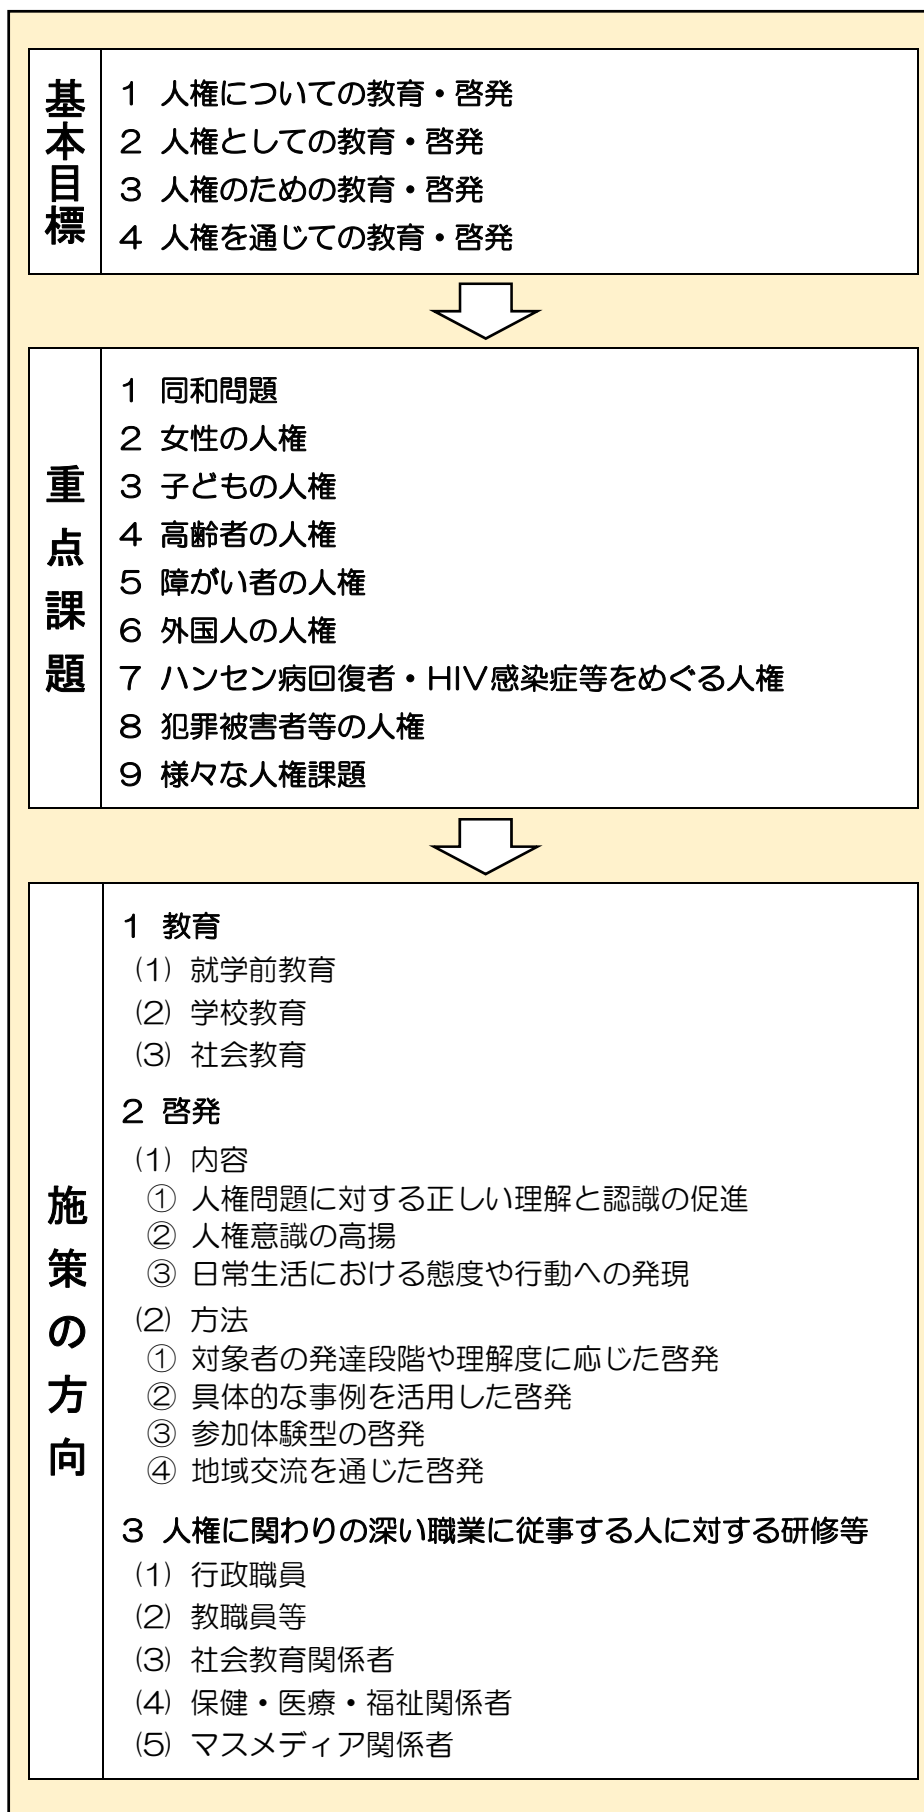 基本目標
1 人権についての教育・啓発
2 人権としての教育・啓発
3 人権のための教育・啓発
4 人権を通じての教育・啓発
重点課題
1 同和問題
2 女性の人権
3 子どもの人権
4 高齢者の人権
5 障がい者の人権
6 外国人の人権
7 ハンセン病回復者・HIV感染症等をめぐる人権
8 犯罪被害者等の人権
9 様々な人権課題
施策の方向
1 教育
(1) 就学前教育
(2) 学校教育
(3) 社会教育
2 啓発
(1) 内容
① 人権問題に対する正しい理解と認識の促進
② 人権意識の高揚
③ 日常生活における態度や行動への発現
(2) 方法
① 対象者の発達段階や理解度に応じた啓発
② 具体的な事例を活用した啓発
③ 参加体験型の啓発
④ 地域交流を通じた啓発
3 人権に関わりの深い職業に従事する人に対する研修等
(1) 行政職員
(2) 教職員等
(3) 社会教育関係者
(4) 保健・医療・福祉関係者
(5) マスメディア関係者